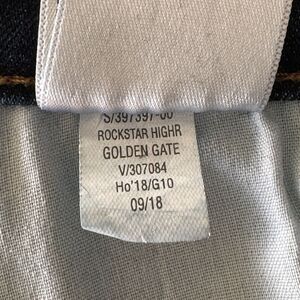 S/397397-00
ROCKSTAR HIGHR
GOLDEN GATE
V/307084
Ho'18/G10
09/18